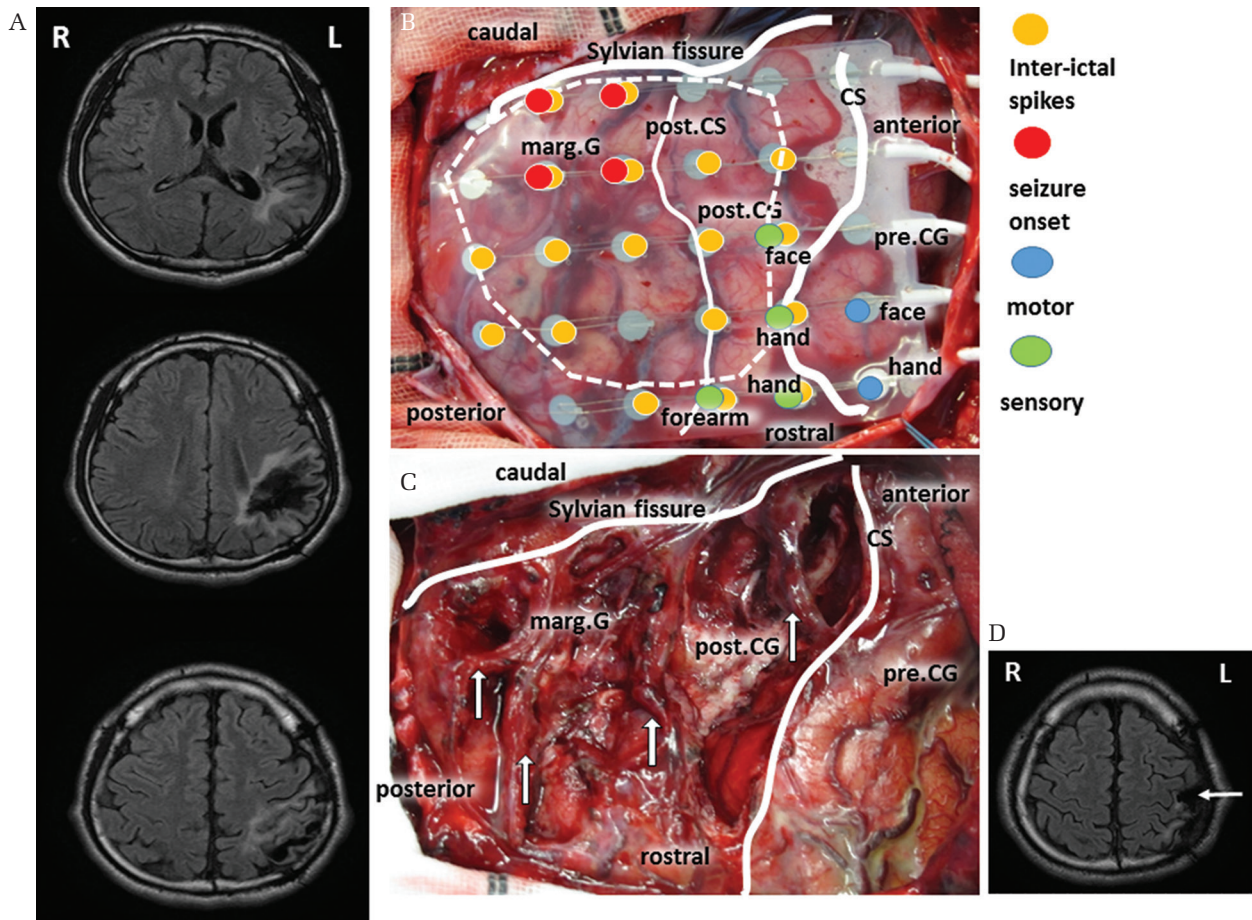 A
R L
B
caudal
Sylvian fissure
CS
post.CS
anterior
marg.G
post.CG
pre.CG
face
face
hand
hand
hand
posterior
forearm
rostral
Inter-ictal
spikes
seizure
onset
motor
sensory
C
caudal
Sylvian fissure
anterior
CS
marg.G
post.CG
pre.CG
posterior
rostral
D
R L